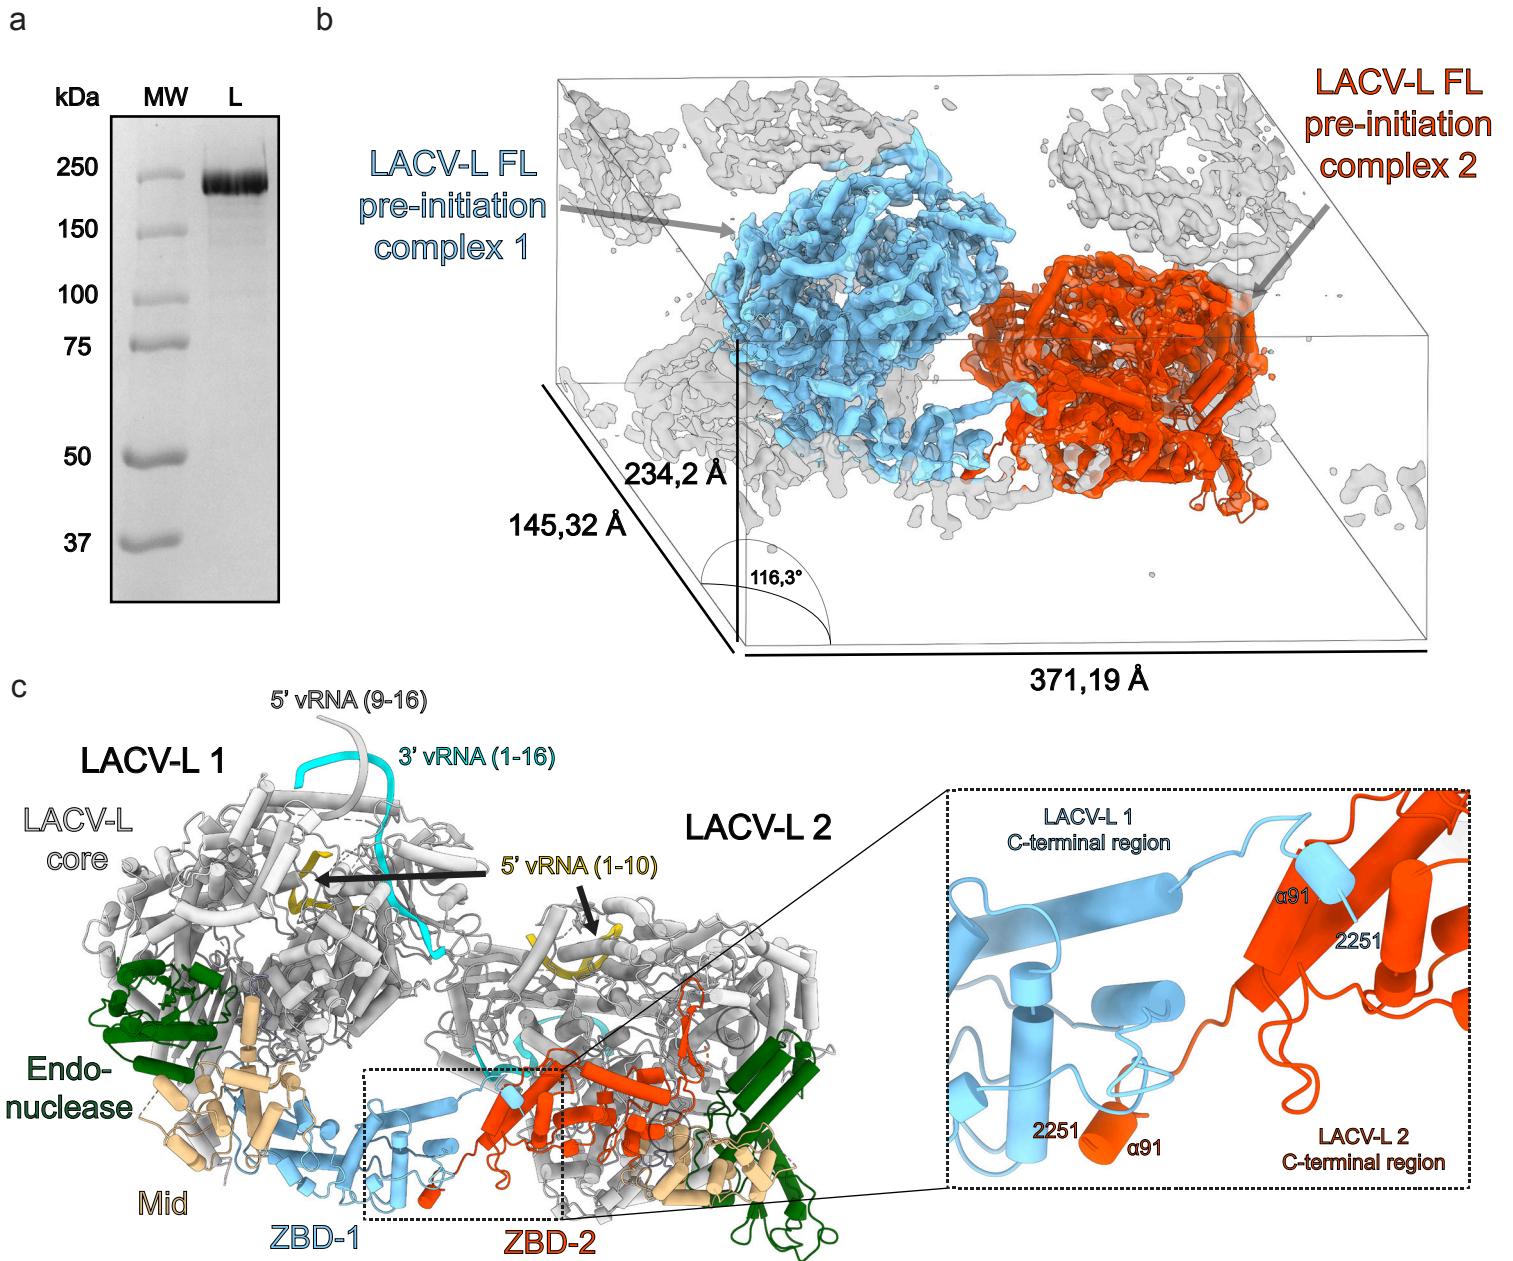 a
b
kDa
MW
L
250
150
100
75
50
37
LACV-L FL
pre-initiation
complex 1
LACV-L FL
pre-initiation
complex 2
234,2 Å
145,32 Å
116,3°
371,19 Å
c
5’ vRNA (9-16)
LACV-L 1
3’ vRNA (1-16)
LACV-L
core
LACV-L 2
5’ vRNA (1-10)
Endo-
nuclease
Mid
ZBD-1
ZBD-2
LACV-L 1
C-terminal region
α91
2251
2251
α91
LACV-L 2
C-terminal region